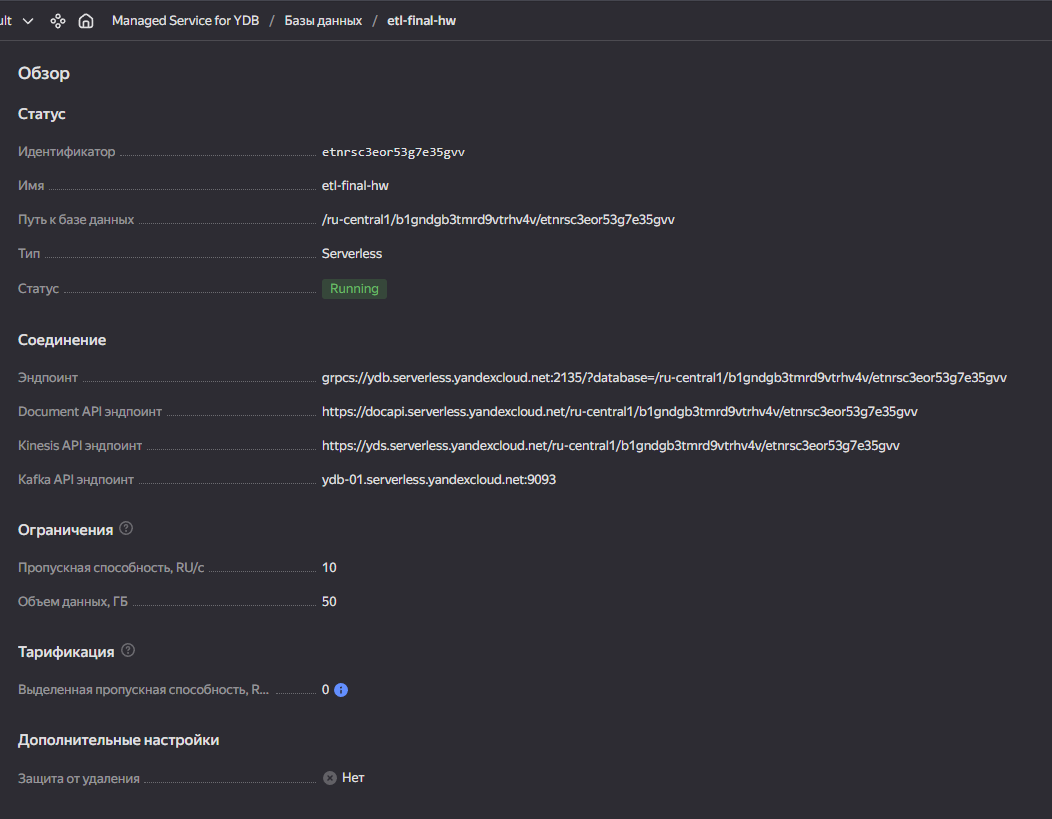 ult Managed Service for YDB / Базы данных / etl-final-hw
Обзор
Статус
Идентификатор etnrsc3eor53g7e35gvv
Имя etl-final-hw
Путь к базе данных /ru-central1/b1gndgb3tmrd9vtrhv4v/etnrsc3eor53g7e35gvv
Тип Serverless
Статус Running
Соединение
Эндпоинт grpcs://ydb.serverless.yandexcloud.net:2135/?database=/ru-central1/b1gndgb3tmrd9vtrhv4v/etnrsc3eor53g7e35gvv
Document API эндпоинт https://docapi.serverless.yandexcloud.net/ru-central1/b1gndgb3tmrd9vtrhv4v/etnrsc3eor53g7e35gvv
Kinesis API эндпоинт https://yds.serverless.yandexcloud.net/ru-central1/b1gndgb3tmrd9vtrhv4v/etnrsc3eor53g7e35gvv
Kafka API эндпоинт ydb-01.serverless.yandexcloud.net:9093
Ограничения
Пропускная способность, RU/с 10
Объем данных, ГБ 50
Тарификация
Выделенная пропускная способность, R... 0
Дополнительные настройки
Защита от удаления Нет